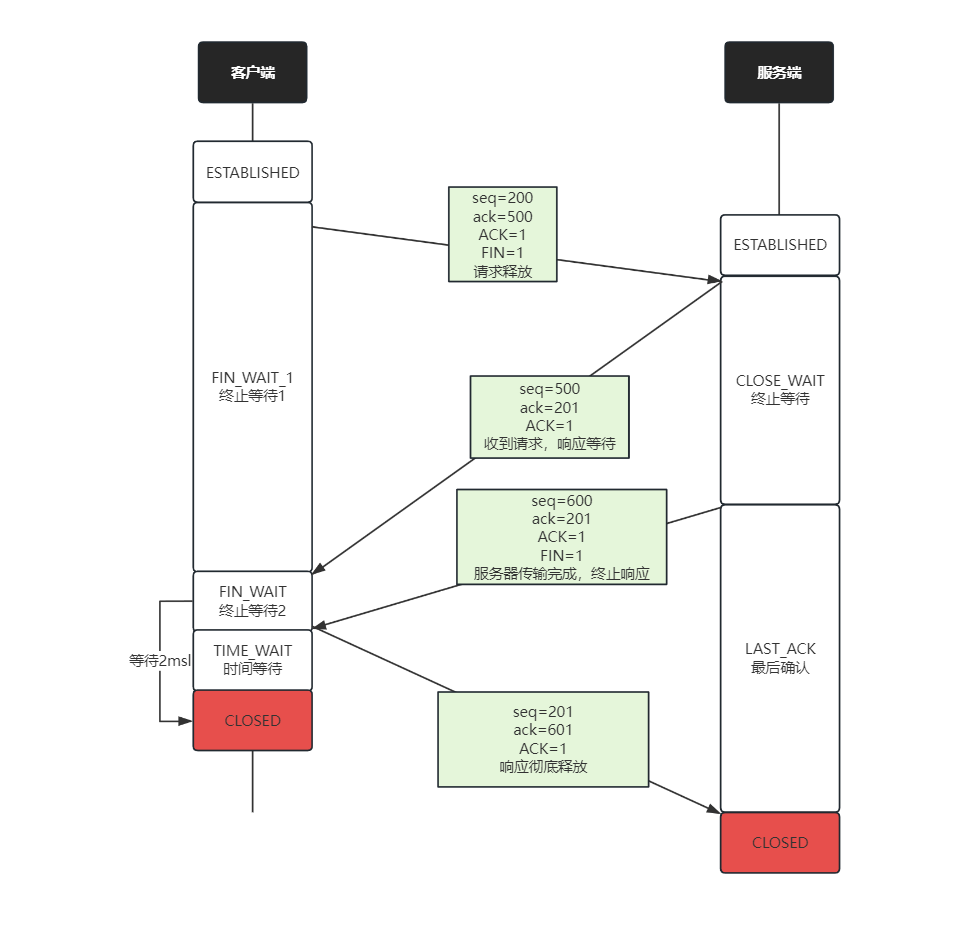 客户端
服务端
ESTABLISHED
seq=200
ack=500
ACK=1
FIN=1
请求释放
ESTABLISHED
FIN_WAIT_1
终止等待1
CLOSE_WAIT
终止等待
seq=500
ack=201
ACK=1
收到请求，响应等待
seq=600
ack=201
ACK=1
FIN=1
服务器传输完成，终止响应
FIN_WAIT
终止等待2
等待2msl
TIME_WAIT
时间等待
LAST_ACK
最后确认
CLOSED
seq=201
ack=601
ACK=1
响应彻底释放
CLOSED